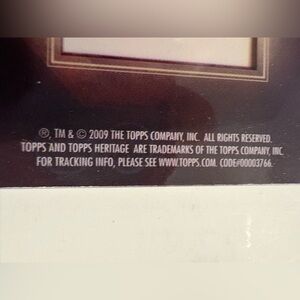 ®, TM & © 2009 THE TOPPS COMPANY, INC. ALL RIGHTS RESERVED.
TOPPS AND TOPPS HERITAGE ARE TRADEMARKS OF THE TOPPS COMPANY, INC.
FOR TRACKING INFO, PLEASE SEE WWW.TOPPS.COM. CODE#00003766